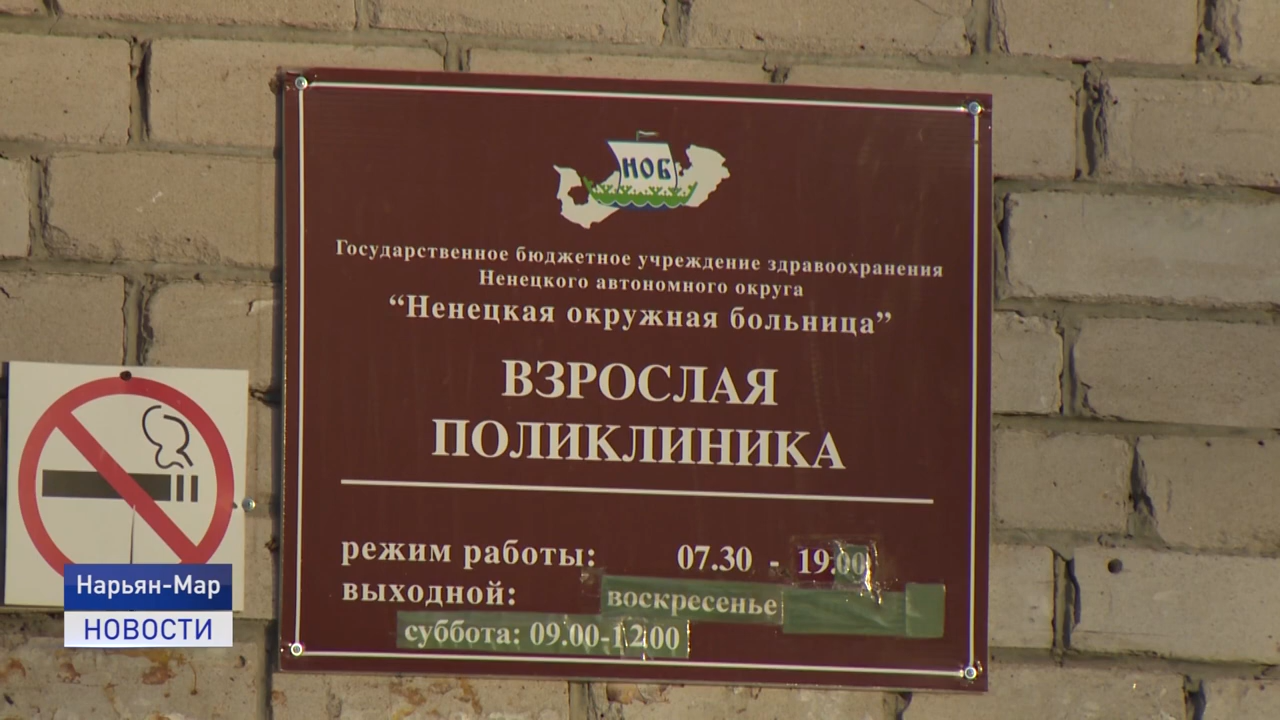 НОБ
Государственное бюджетное учреждение здравоохранения
Ненецкого автономного округа
“Ненецкая окружная больница”
ВЗРОСЛАЯ
ПОЛИКЛИНИКА
режим работы: 07.30 - 19.00
выходной: воскресенье
суббота: 09.00-12.00
Нарьян-Мар
НОВОСТИ